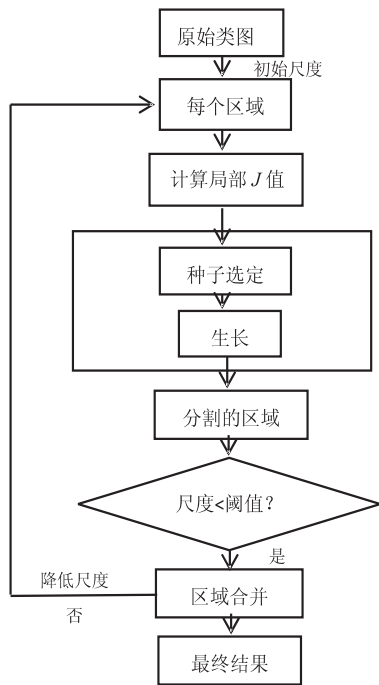 原始类图
初始尺度
每个区域
计算局部 J 值
种子选定
生长
分割的区域
尺度<阈值?
是
降低尺度
否
区域合并
最终结果